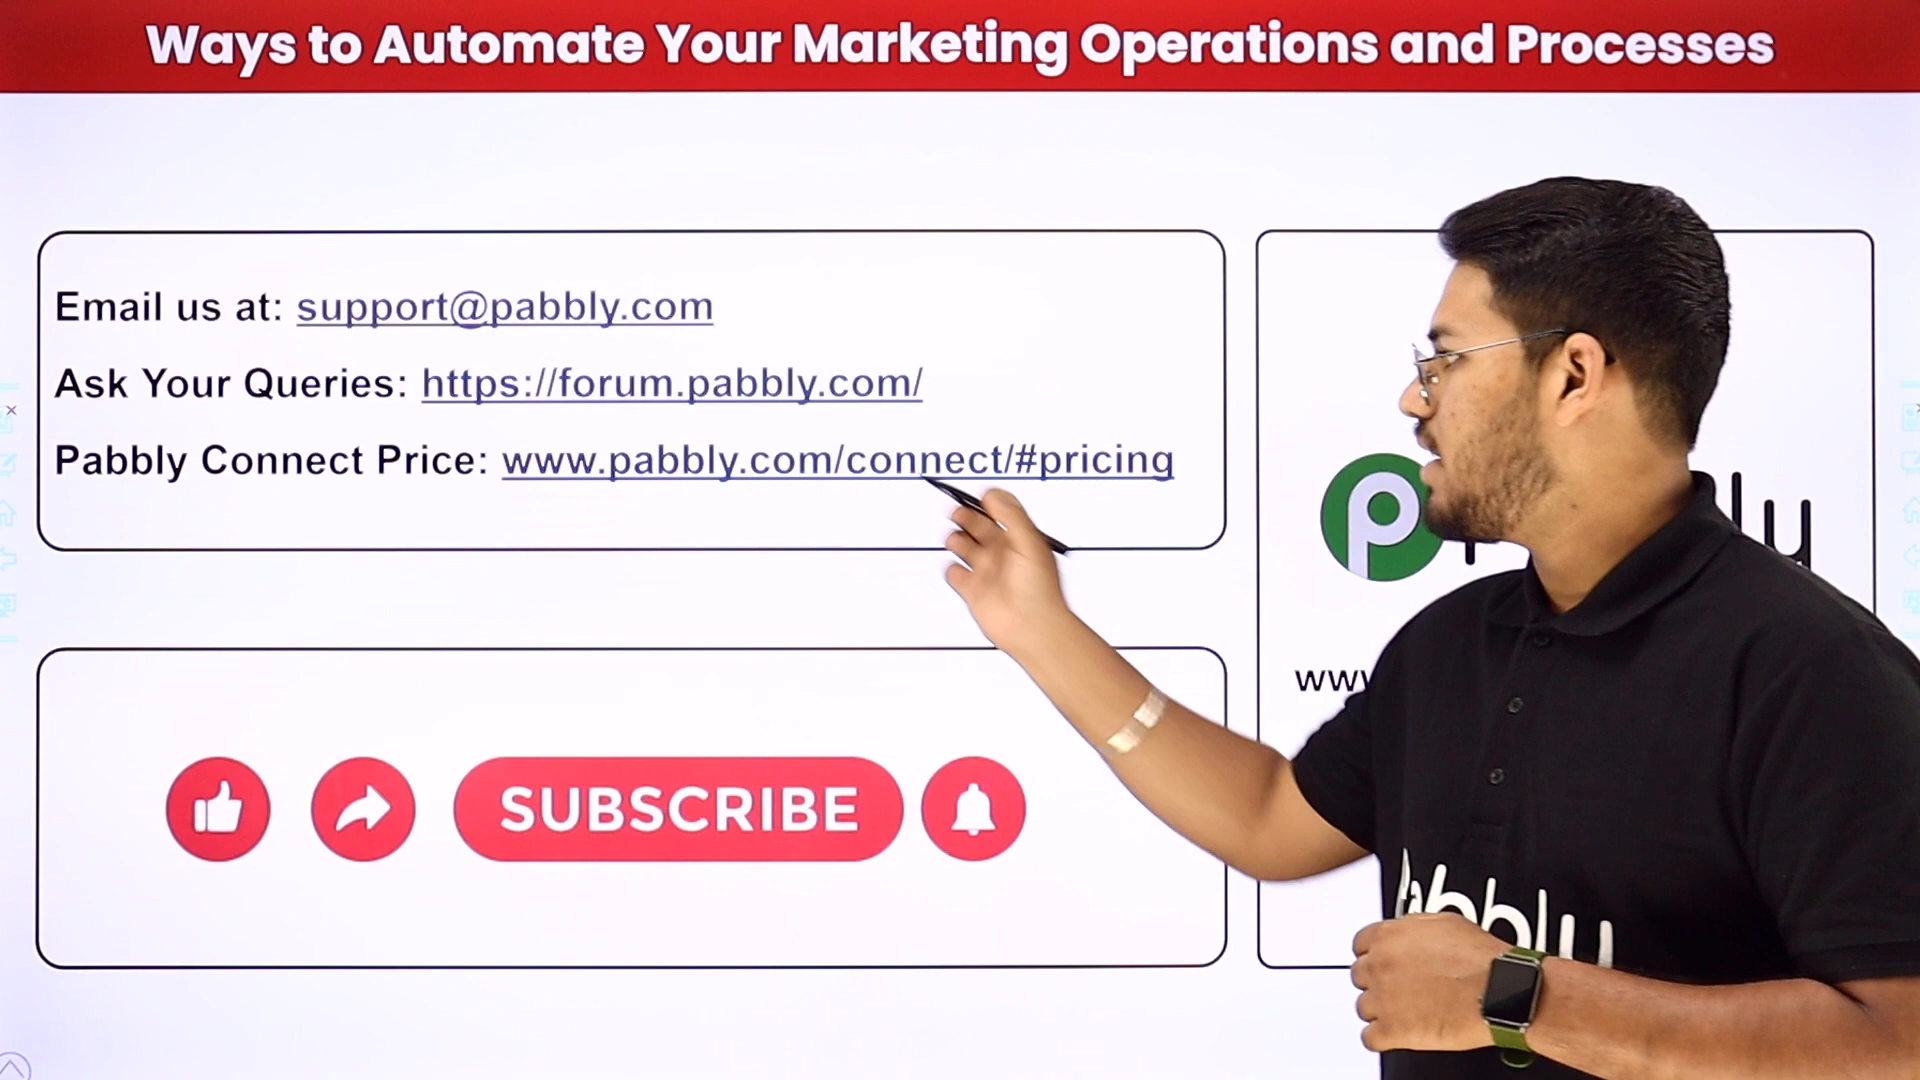 Ways to Automate Your Marketing Operations and Processes
Email us at: support@pabbly.com
Ask Your Queries: https://forum.pabbly.com/
Pabbly Connect Price: www.pabbly.com/connect/#pricing
SUBSCRIBE
Pabbly